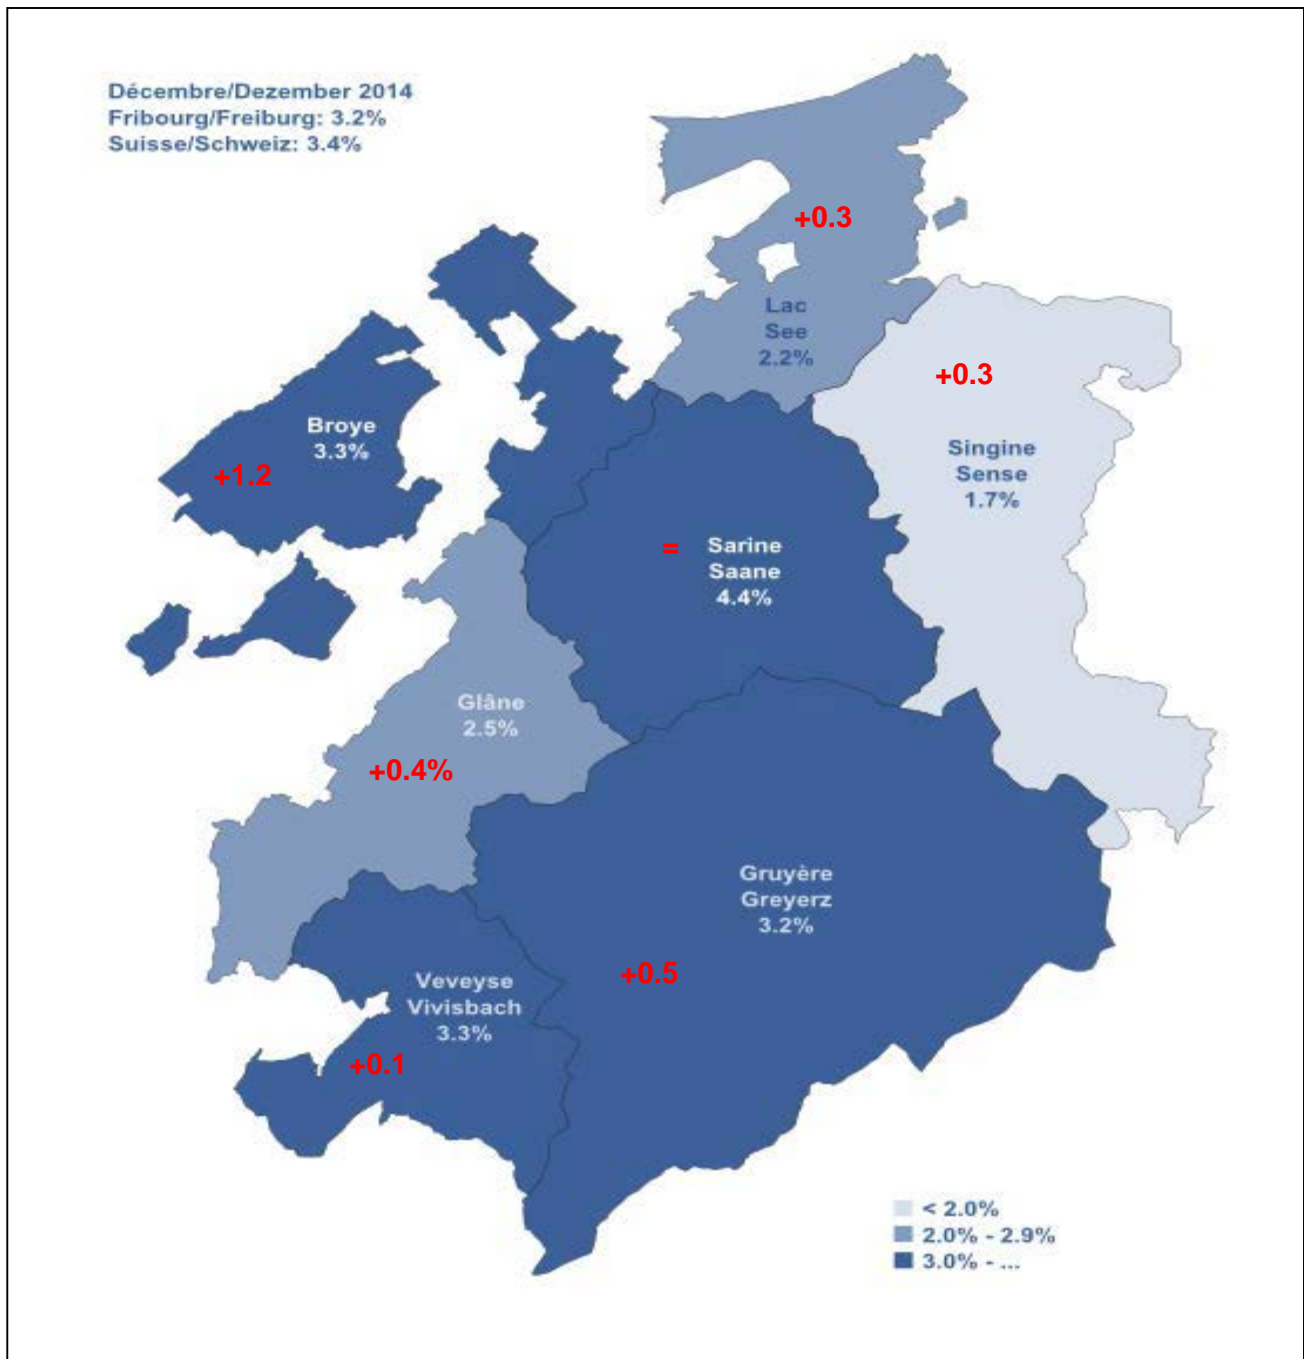 Décembre/Dezember 2014
Fribourg/Freiburg: 3.2%
Suisse/Schweiz: 3.4%
+0.3
Lac
See
2.2%
+0.3
Singine
Sense
1.7%
Broye
3.3%
+1.2
= Sarine
Saane
4.4%
Glâne
2.5%
+0.4%
Gruyère
Greyerz
3.2%
+0.5
Veveyse
Vivisbach
3.3%
+0.1
< 2.0%
2.0% - 2.9%
3.0% - ...